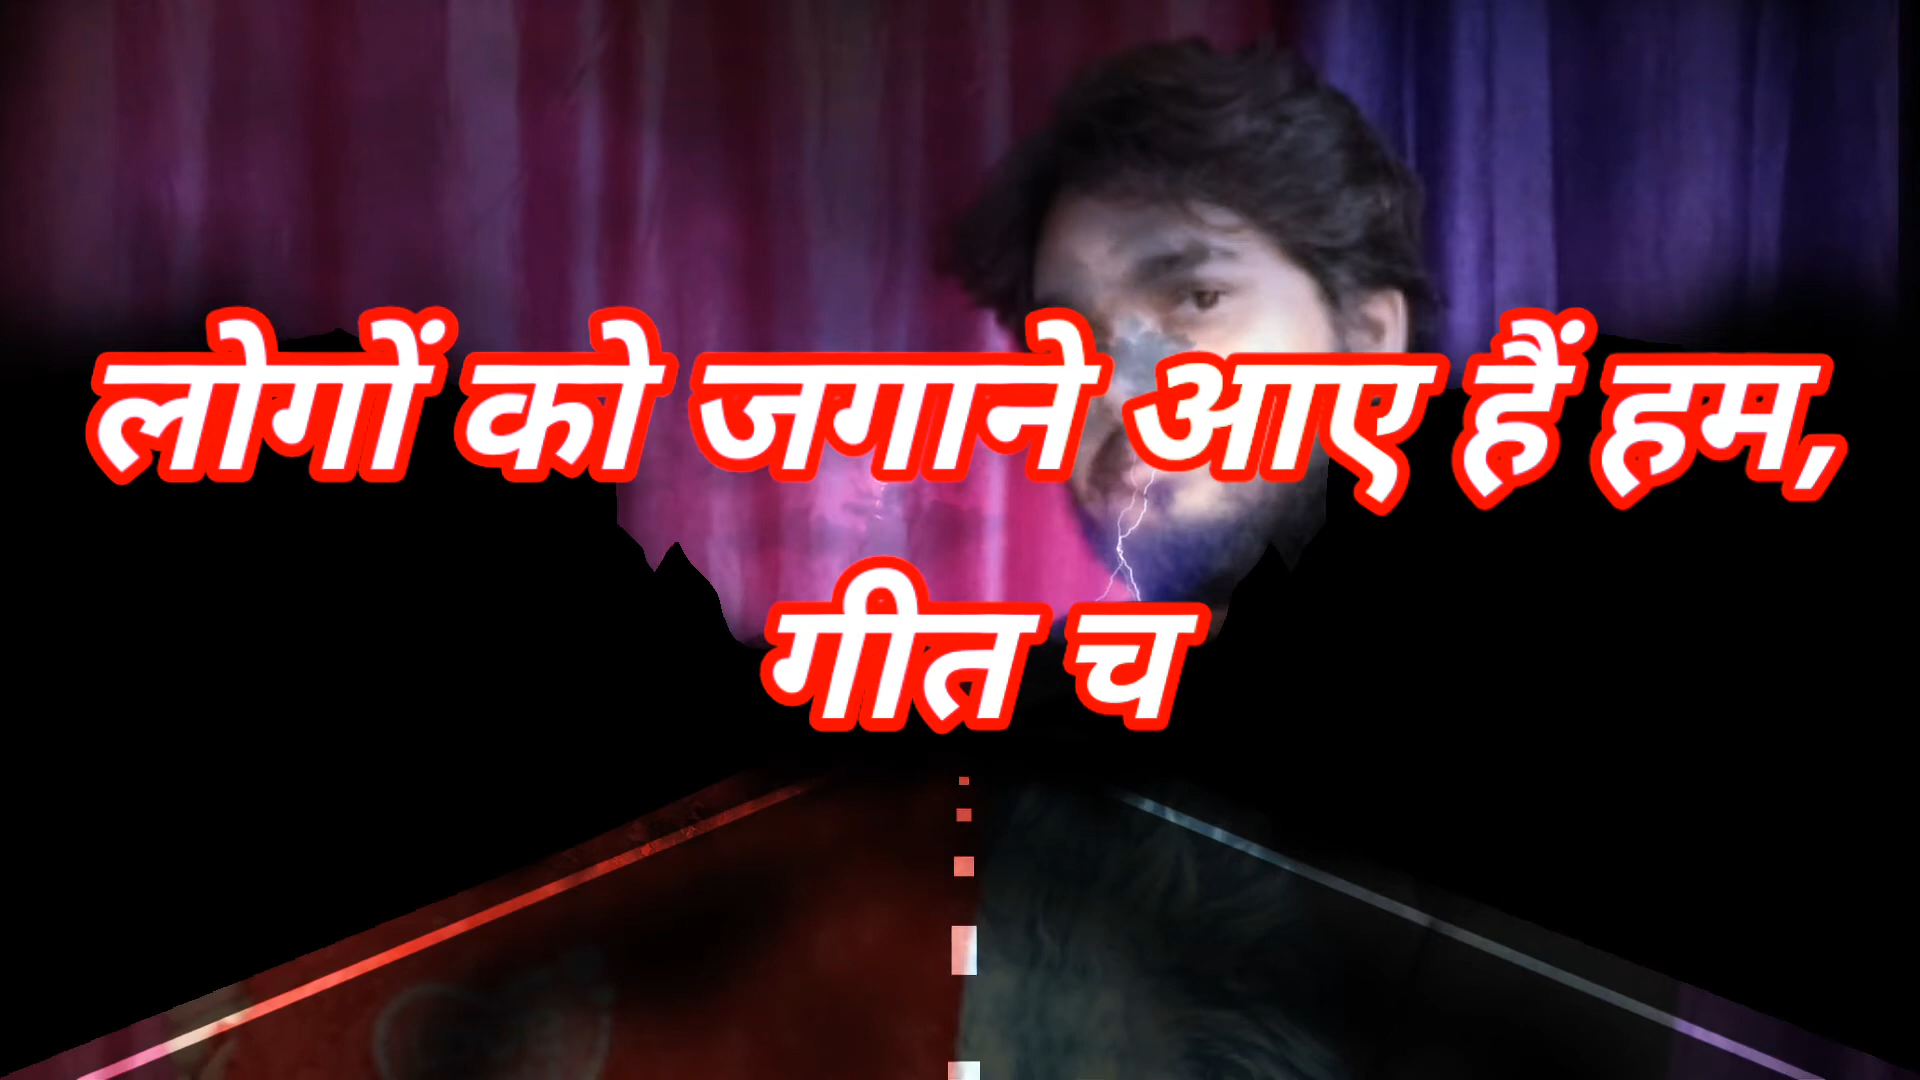 लोगों को जगाने आए हैं हम,
गीत च